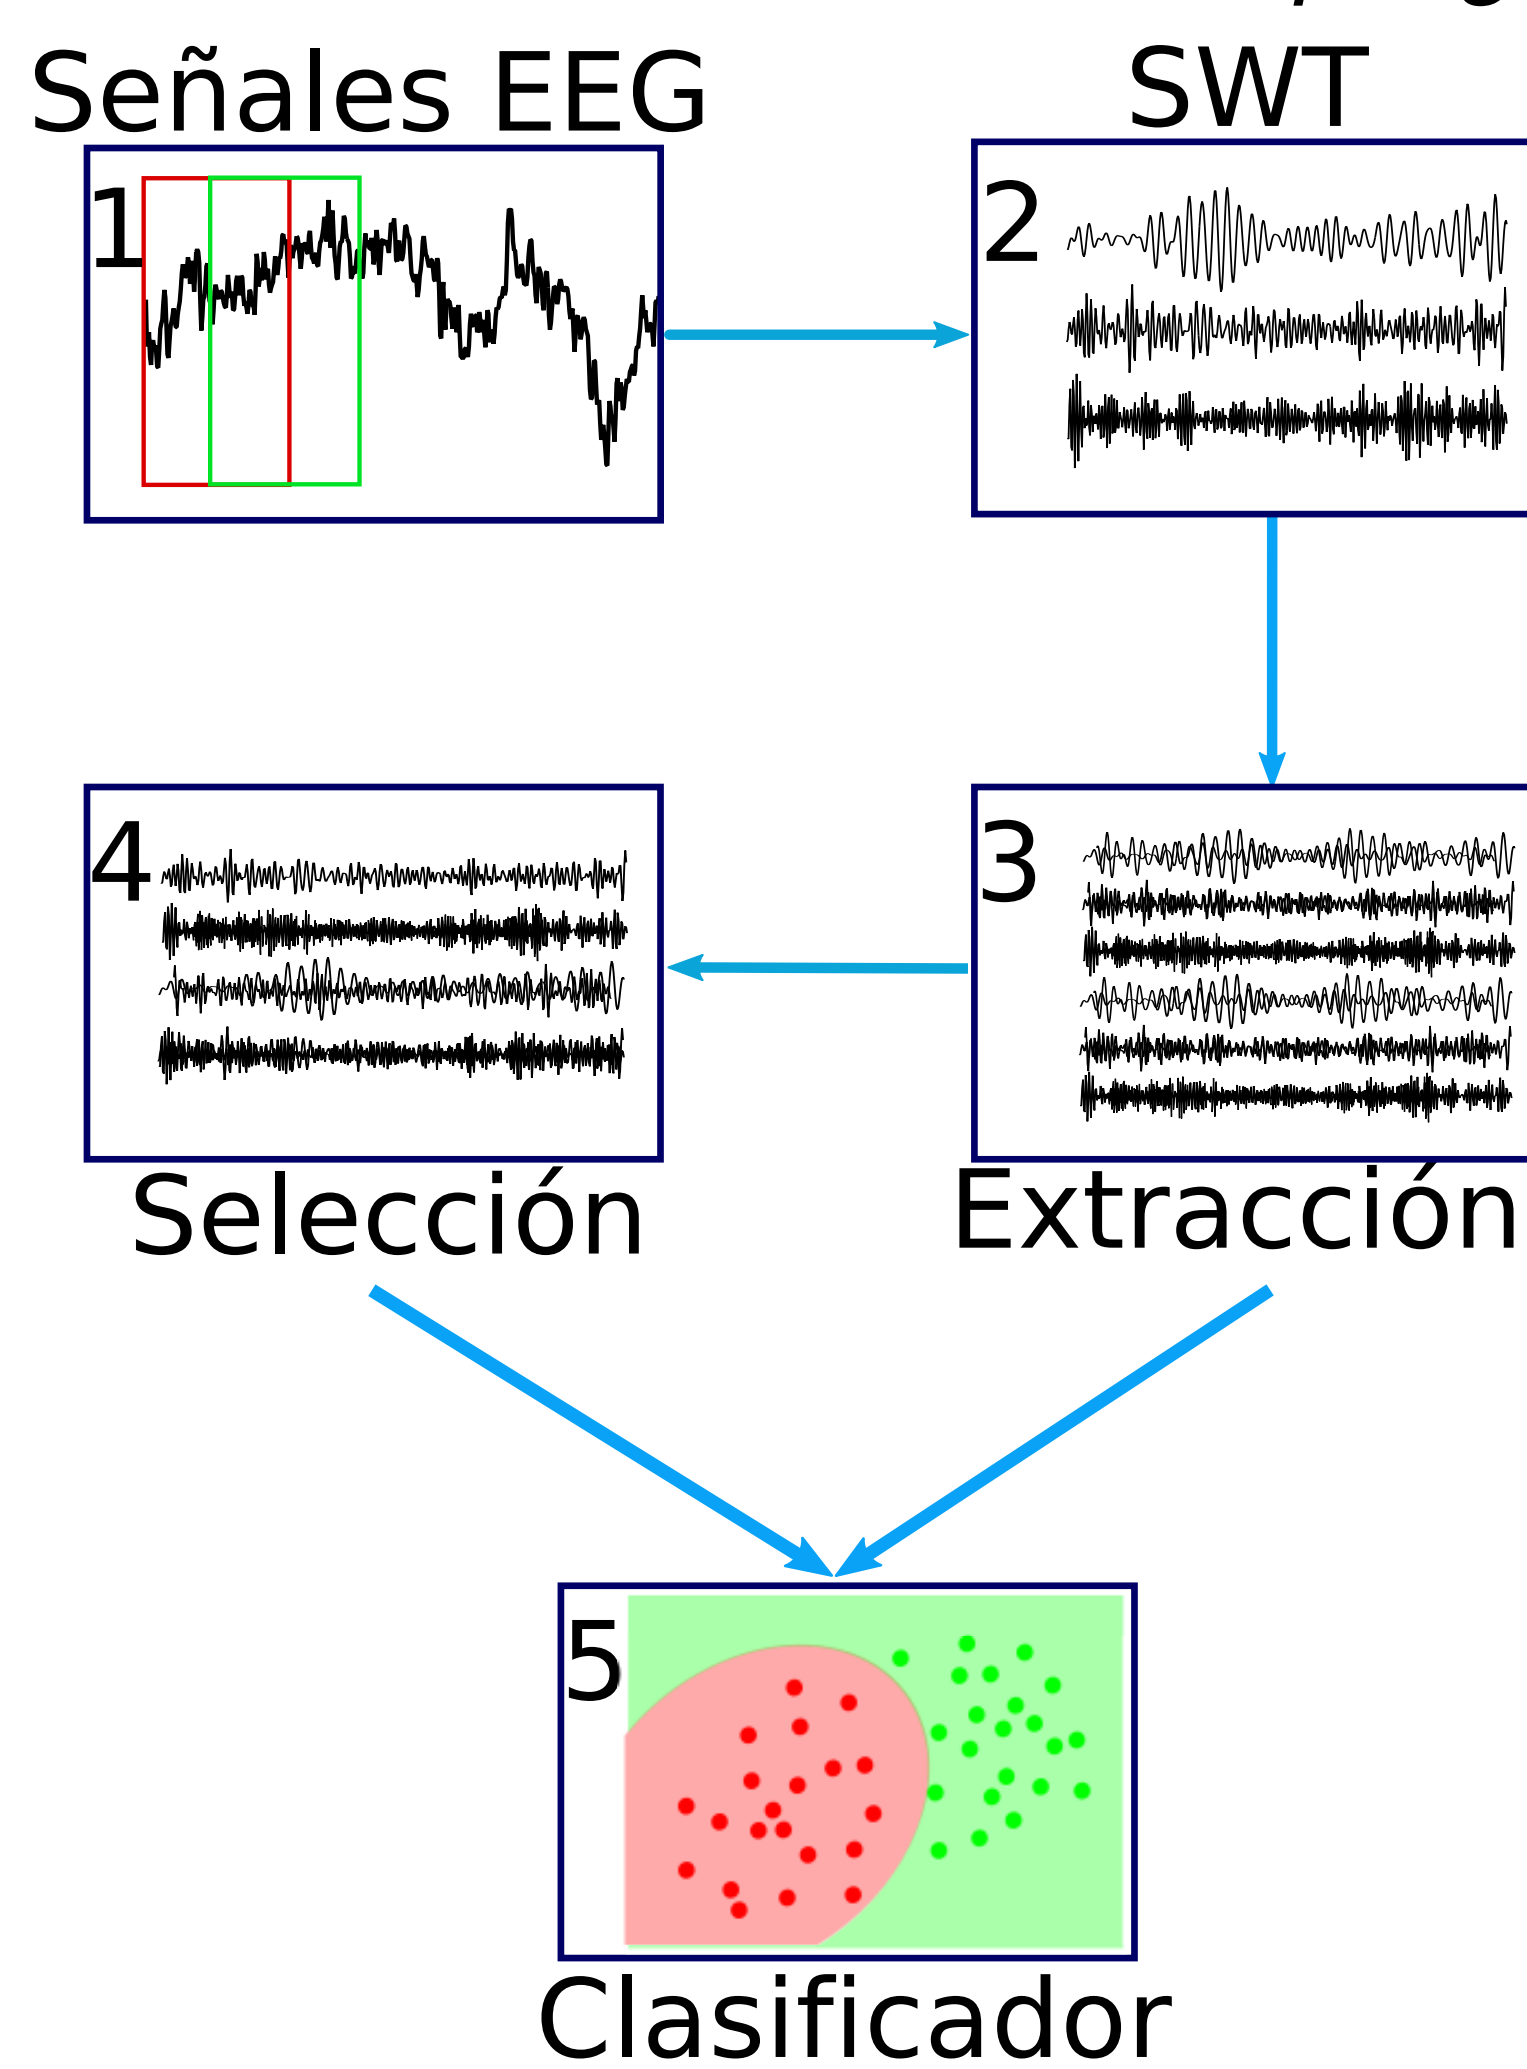 Señales EEG
SWT
1
2
4
3
Selección
Extracción
5
Clasificador